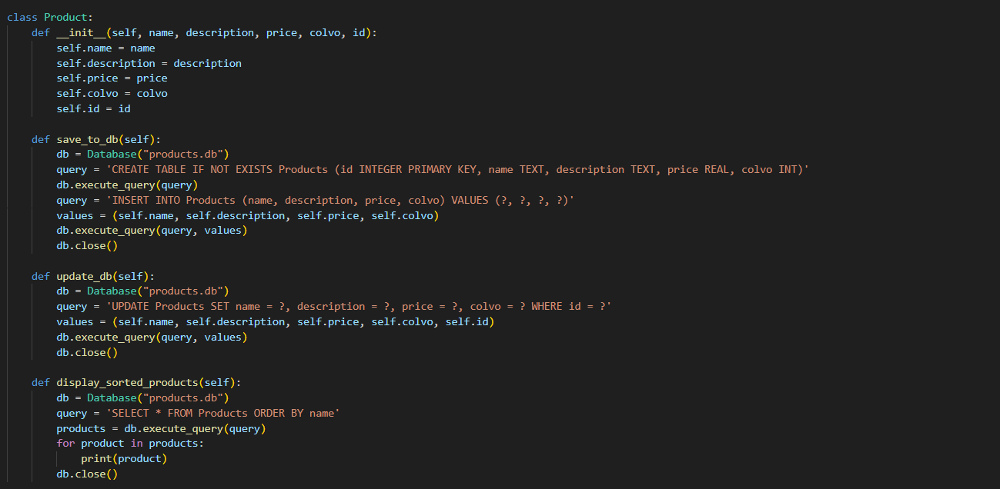 class Product:
    def __init__(self, name, description, price, colvo, id):
        self.name = name
        self.description = description
        self.price = price
        self.colvo = colvo
        self.id = id

    def save_to_db(self):
        db = Database("products.db")
        query = 'CREATE TABLE IF NOT EXISTS Products (id INTEGER PRIMARY KEY, name TEXT, description TEXT, price REAL, colvo INT)'
        db.execute_query(query)
        query = 'INSERT INTO Products (name, description, price, colvo) VALUES (?, ?, ?, ?)'
        values = (self.name, self.description, self.price, self.colvo)
        db.execute_query(query, values)
        db.close()

    def update_db(self):
        db = Database("products.db")
        query = 'UPDATE Products SET name = ?, description = ?, price = ?, colvo = ? WHERE id = ?'
        values = (self.name, self.description, self.price, self.colvo, self.id)
        db.execute_query(query, values)
        db.close()

    def display_sorted_products(self):
        db = Database("products.db")
        query = 'SELECT * FROM Products ORDER BY name'
        products = db.execute_query(query)
        for product in products:
            print(product)
        db.close()